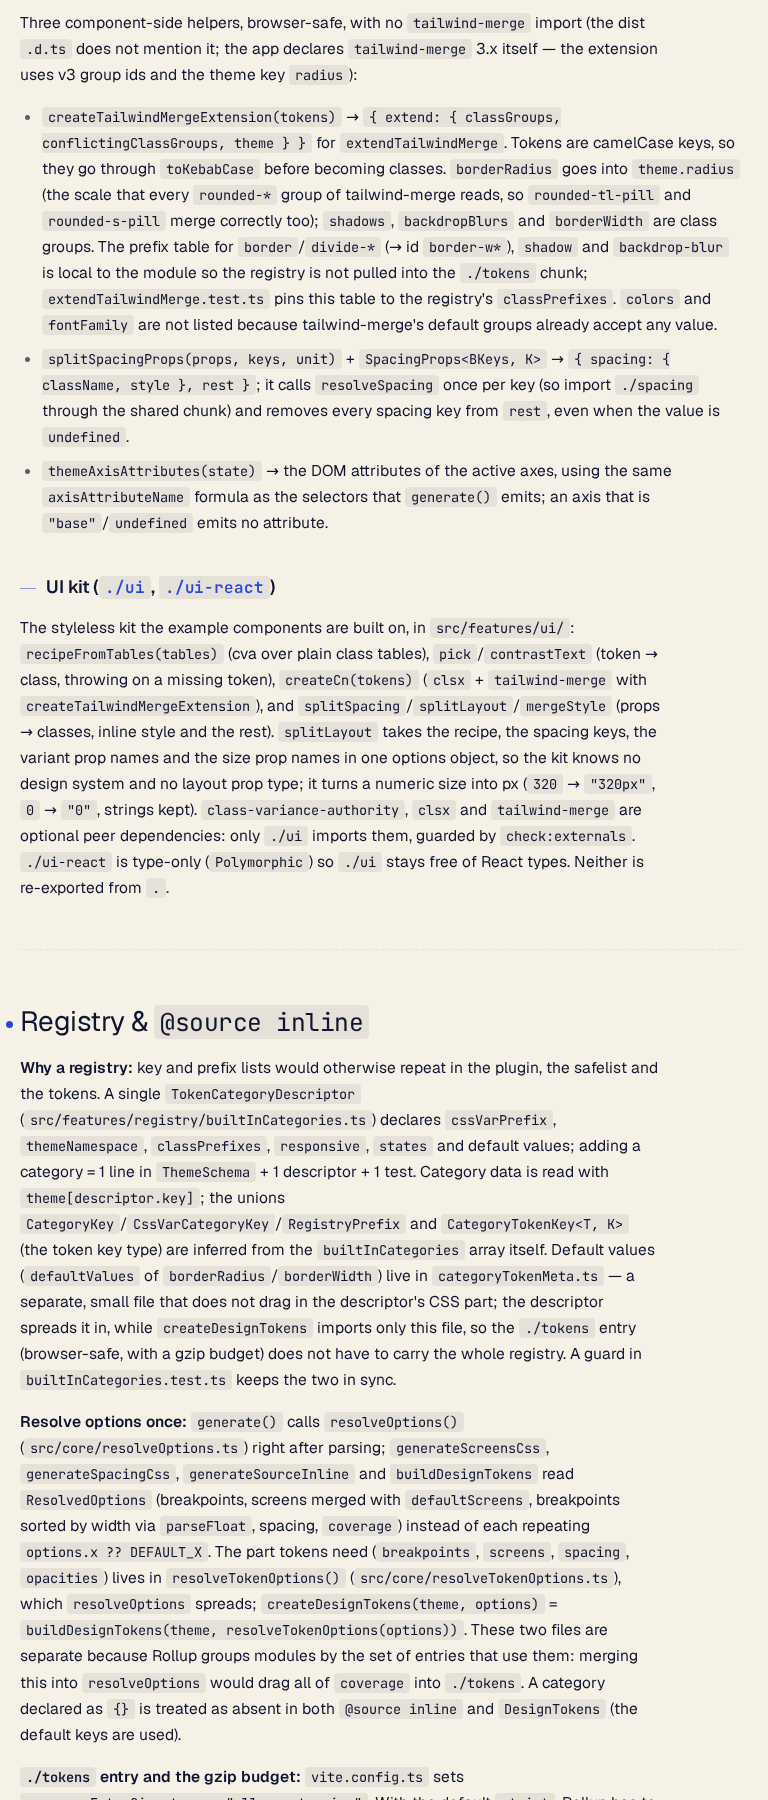 Three component-side helpers, browser-safe, with no tailwind-merge import (the dist
.d.ts does not mention it; the app declares tailwind-merge 3.x itself — the extension
uses v3 group ids and the theme key radius ):
• createTailwindMergeExtension(tokens) → { extend: { classGroups,
conflictingClassGroups, theme } } for extendTailwindMerge . Tokens are camelCase keys, so
they go through toKebabCase before becoming classes. borderRadius goes into theme.radius
(the scale that every rounded-* group of tailwind-merge reads, so rounded-tl-pill and
rounded-s-pill merge correctly too); shadows , backdropBlurs and borderWidth are class
groups. The prefix table for border / divide-* (→ id border-w* ), shadow and backdrop-blur
is local to the module so the registry is not pulled into the ./tokens chunk;
extendTailwindMerge.test.ts pins this table to the registry's classPrefixes . colors and
fontFamily are not listed because tailwind-merge's default groups already accept any value.
• splitSpacingProps(props, keys, unit) + SpacingProps<BKeys, K> → { spacing: {
className, style }, rest } ; it calls resolveSpacing once per key (so import ./spacing
through the shared chunk) and removes every spacing key from rest , even when the value is
undefined .
• themeAxisAttributes(state) → the DOM attributes of the active axes, using the same
axisAttributeName formula as the selectors that generate() emits; an axis that is
"base" / undefined emits no attribute.
— UI kit ( ./ui , ./ui-react )
The styleless kit the example components are built on, in src/features/ui/ :
recipeFromTables(tables) (cva over plain class tables), pick / contrastText (token →
class, throwing on a missing token), createCn(tokens) ( clsx + tailwind-merge with
createTailwindMergeExtension ), and splitSpacing / splitLayout / mergeStyle (props
→ classes, inline style and the rest). splitLayout takes the recipe, the spacing keys, the
variant prop names and the size prop names in one options object, so the kit knows no
design system and no layout prop type; it turns a numeric size into px ( 320 → "320px" ,
0 → "0" , strings kept). class-variance-authority , clsx and tailwind-merge are
optional peer dependencies: only ./ui imports them, guarded by check:externals .
./ui-react is type-only ( Polymorphic ) so ./ui stays free of React types. Neither is
re-exported from . .
Registry & @source inline
Why a registry: key and prefix lists would otherwise repeat in the plugin, the safelist and
the tokens. A single TokenCategoryDescriptor
( src/features/registry/builtInCategories.ts ) declares cssVarPrefix ,
themeNamespace , classPrefixes , responsive , states and default values; adding a
category = 1 line in ThemeSchema + 1 descriptor + 1 test. Category data is read with
theme[descriptor.key] ; the unions
CategoryKey / CssVarCategoryKey / RegistryPrefix and CategoryTokenKey<T, K>
(the token key type) are inferred from the builtInCategories array itself. Default values
( defaultValues of borderRadius / borderWidth ) live in categoryTokenMeta.ts — a
separate, small file that does not drag in the descriptor's CSS part; the descriptor
spreads it in, while createDesignTokens imports only this file, so the ./tokens entry
(browser-safe, with a gzip budget) does not have to carry the whole registry. A guard in
builtInCategories.test.ts keeps the two in sync.
Resolve options once: generate() calls resolveOptions()
( src/core/resolveOptions.ts ) right after parsing; generateScreensCss ,
generateSpacingCss , generateSourceInline and buildDesignTokens read
ResolvedOptions (breakpoints, screens merged with defaultScreens , breakpoints
sorted by width via parseFloat , spacing, coverage ) instead of each repeating
options.x ?? DEFAULT_X . The part tokens need ( breakpoints , screens , spacing ,
opacities ) lives in resolveTokenOptions() ( src/core/resolveTokenOptions.ts ),
which resolveOptions spreads; createDesignTokens(theme, options) =
buildDesignTokens(theme, resolveTokenOptions(options)) . These two files are
separate because Rollup groups modules by the set of entries that use them: merging
this into resolveOptions would drag all of coverage into ./tokens . A category
declared as {} is treated as absent in both @source inline and DesignTokens (the
default keys are used).
./tokens entry and the gzip budget: vite.config.ts sets